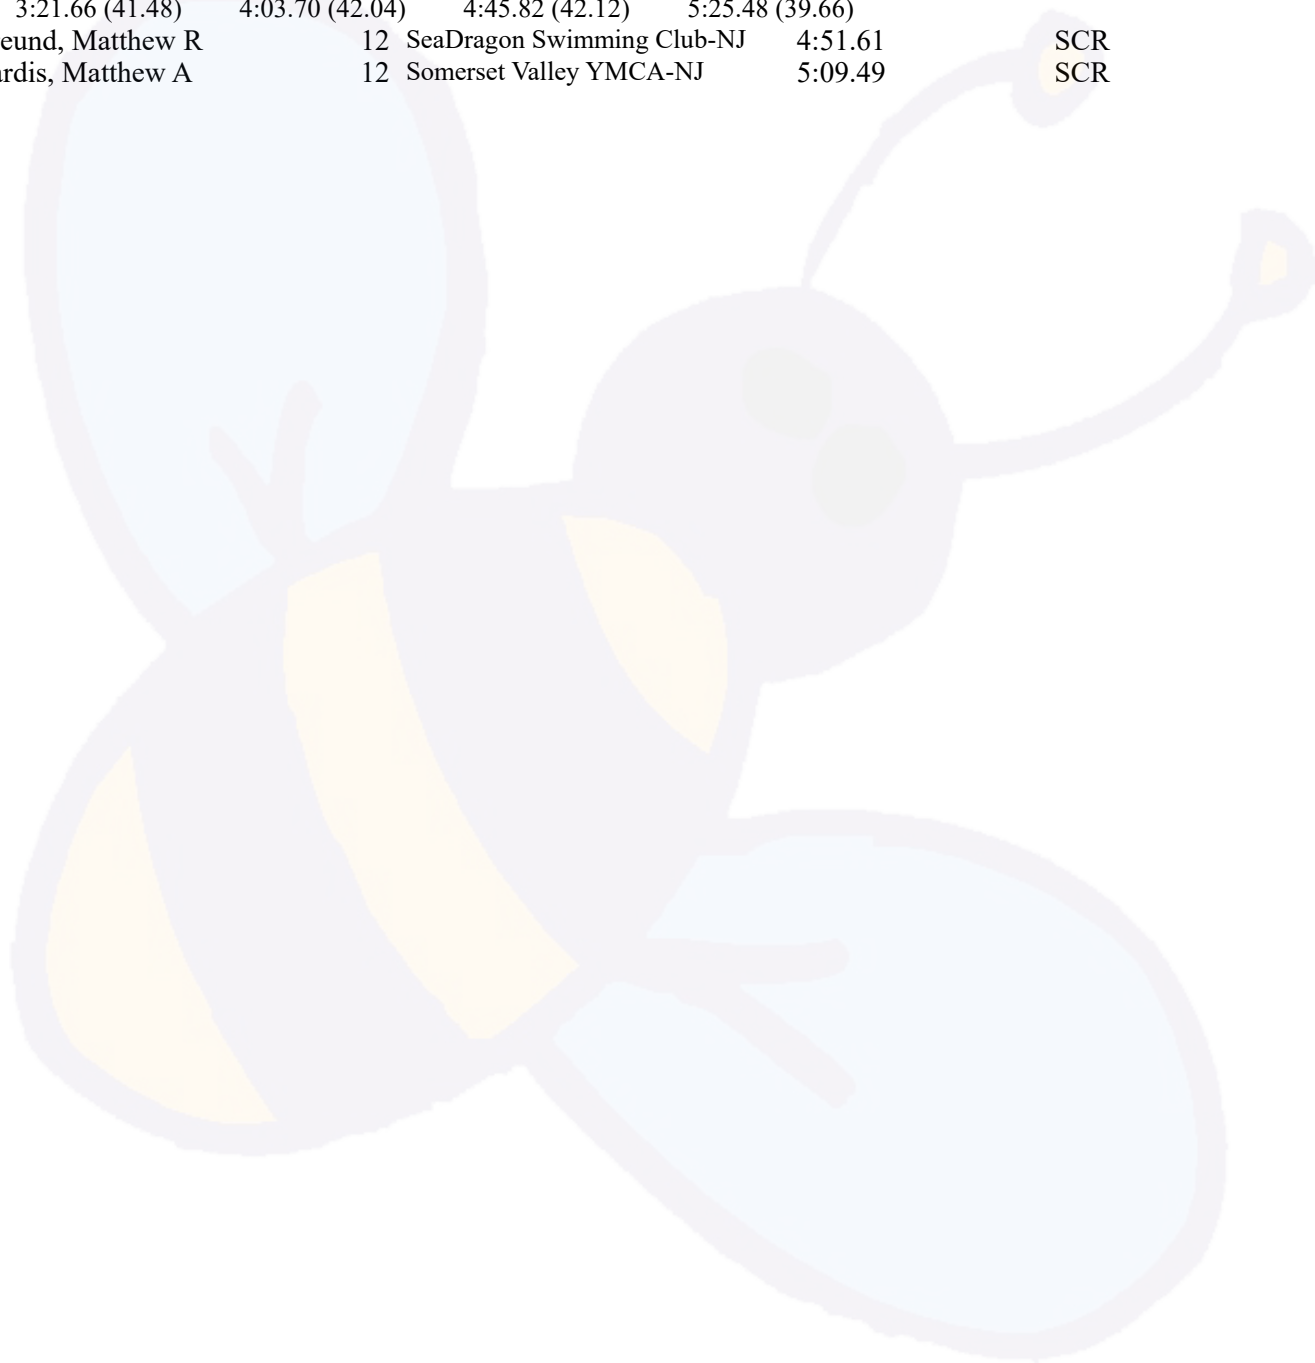 3:21.66 (41.48) 4:03.70 (42.04) 4:45.82 (42.12) 5:25.48 (39.66)
eund, Matthew R 12 SeaDragon Swimming Club-NJ 4:51.61 SCR
rdis, Matthew A 12 Somerset Valley YMCA-NJ 5:09.49 SCR